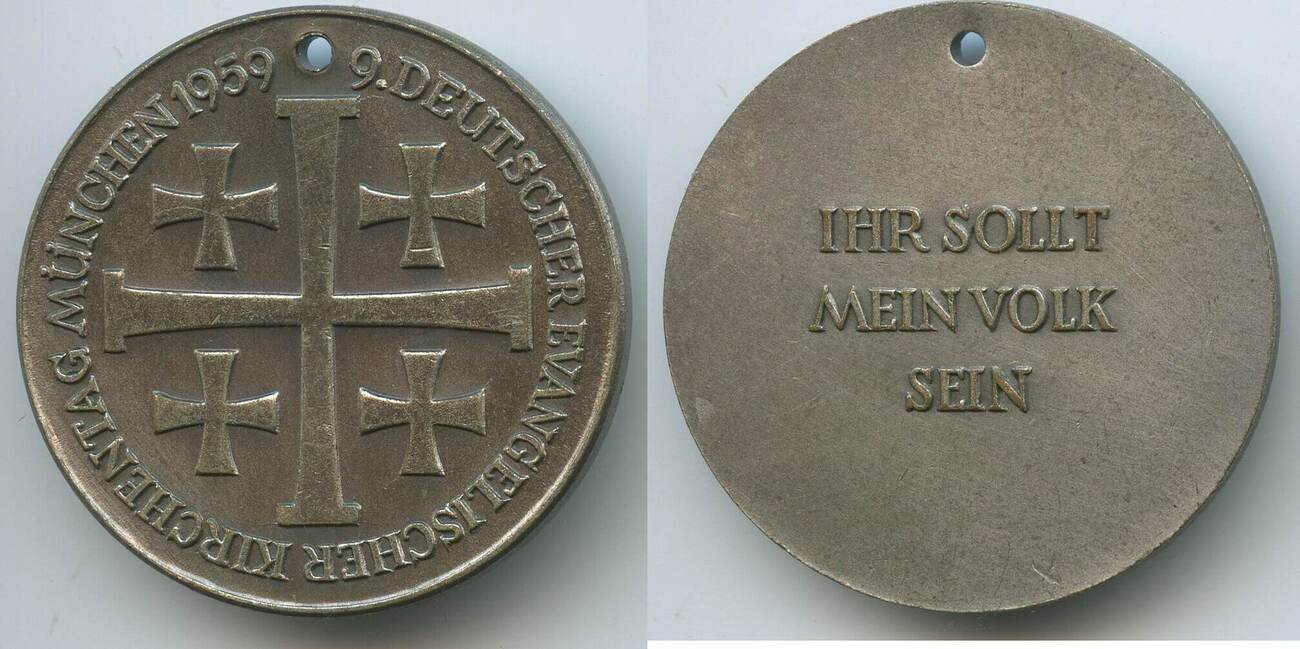 9. DEUTSCHER EVANGELISCHER KIRCHENTAG MÜNCHEN 1959
IHR SOLLT
MEIN VOLK
SEIN